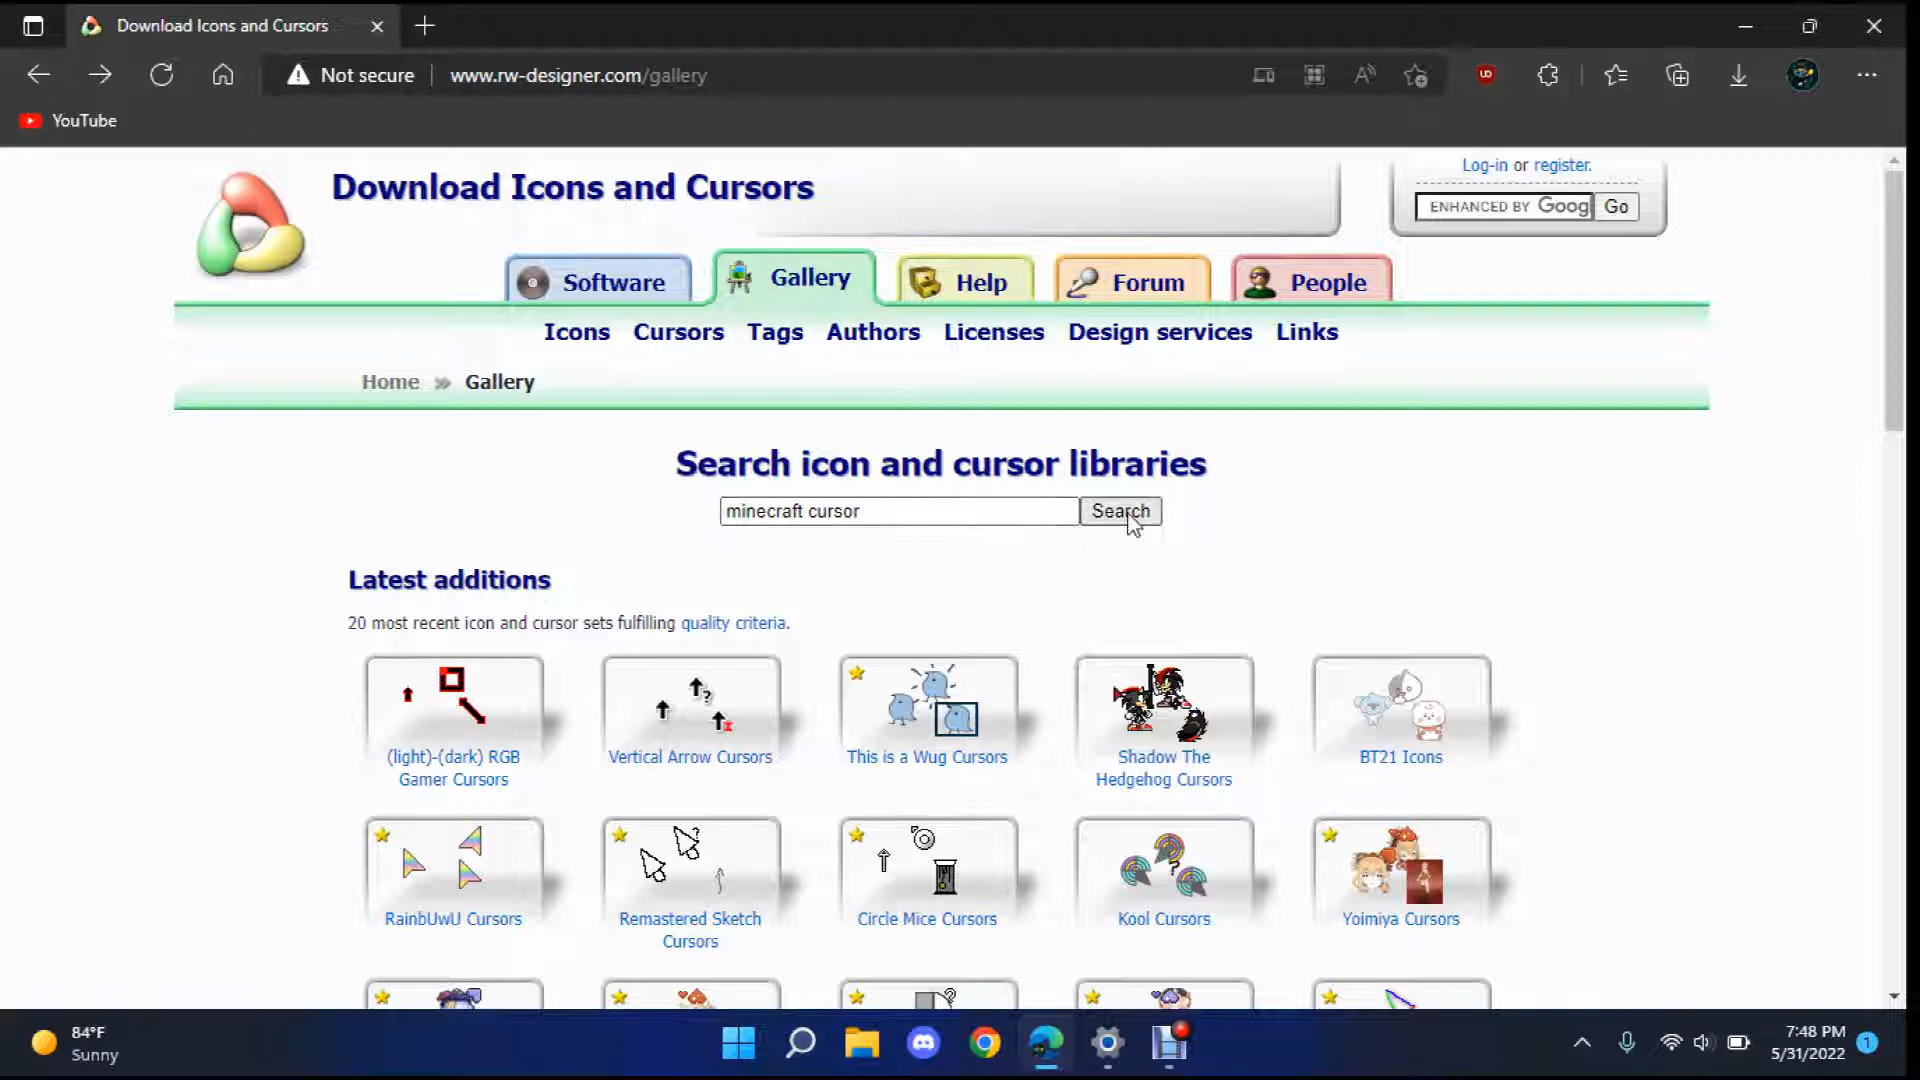 Download Icons and Cursors
Not secure
www.rw-designer.com/gallery
YouTube
Download Icons and Cursors
Log-in or register.
ENHANCED BY Goog
Go
Software
Gallery
Help
Forum
People
Icons Cursors Tags Authors Licenses Design services Links
Home » Gallery
Search icon and cursor libraries
minecraft cursor
Search
Latest additions
20 most recent icon and cursor sets fulfilling quality criteria.
(light)-(dark) RGB
Gamer Cursors
Vertical Arrow Cursors
This is a Wug Cursors
Shadow The
Hedgehog Cursors
BT21 Icons
RainbUwU Cursors
Remastered Sketch
Cursors
Circle Mice Cursors
Kool Cursors
Yoimiya Cursors
84°F
Sunny
7:48 PM
5/31/2022
1